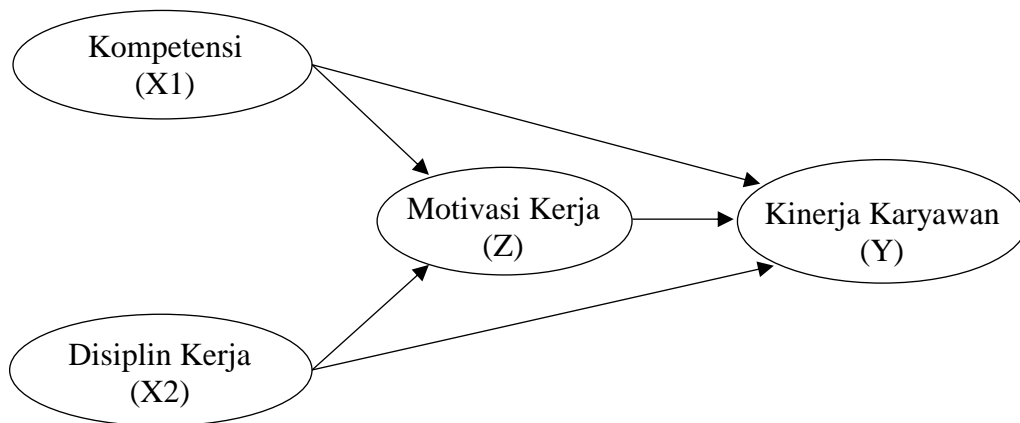 Kompetensi
(X1)
Motivasi Kerja
(Z)
Kinerja Karyawan
(Y)
Disiplin Kerja
(X2)